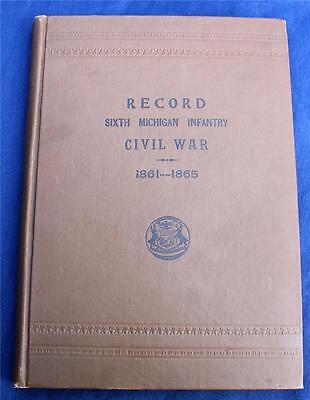 RECORD
SIXTH MICHIGAN INFANTRY
CIVIL WAR
1861--1865